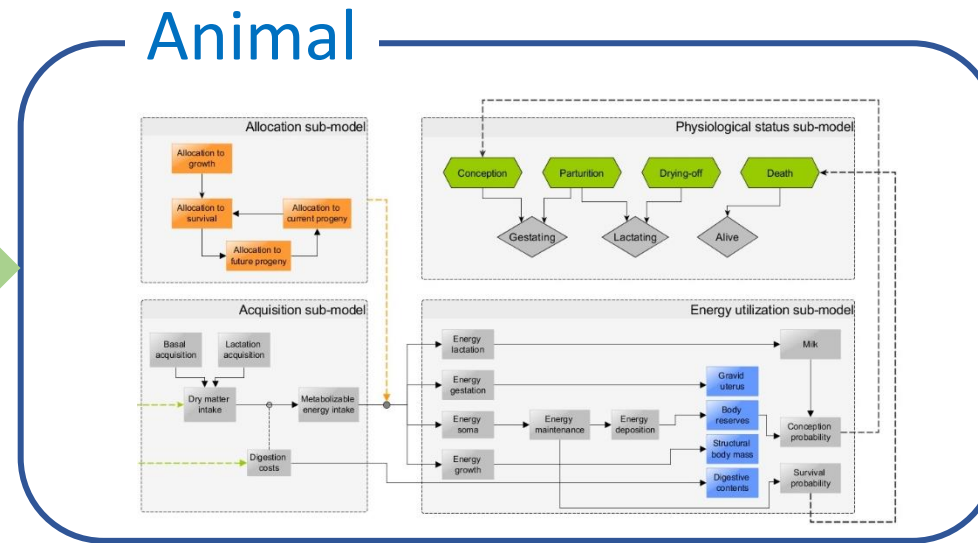 Animal
Allocation sub-model
Allocation to
growth
Allocation to
survival
Allocation to
current progeny
Allocation to
future progeny
Physiological status sub-model
Conception
Parturition
Drying-off
Death
Gestating
Lactating
Alive
Acquisition sub-model
Basal
acquisition
Lactation
acquisition
Dry matter
intake
Metabolizable
energy intake
Digestion
costs
Energy utilization sub-model
Energy
lactation
Milk
Energy
gestation
Gravid
uterus
Energy
soma
Energy
maintenance
Energy
deposition
Body
reserves
Conception
probability
Energy
growth
Structural
body mass
Digestive
contents
Survival
probability